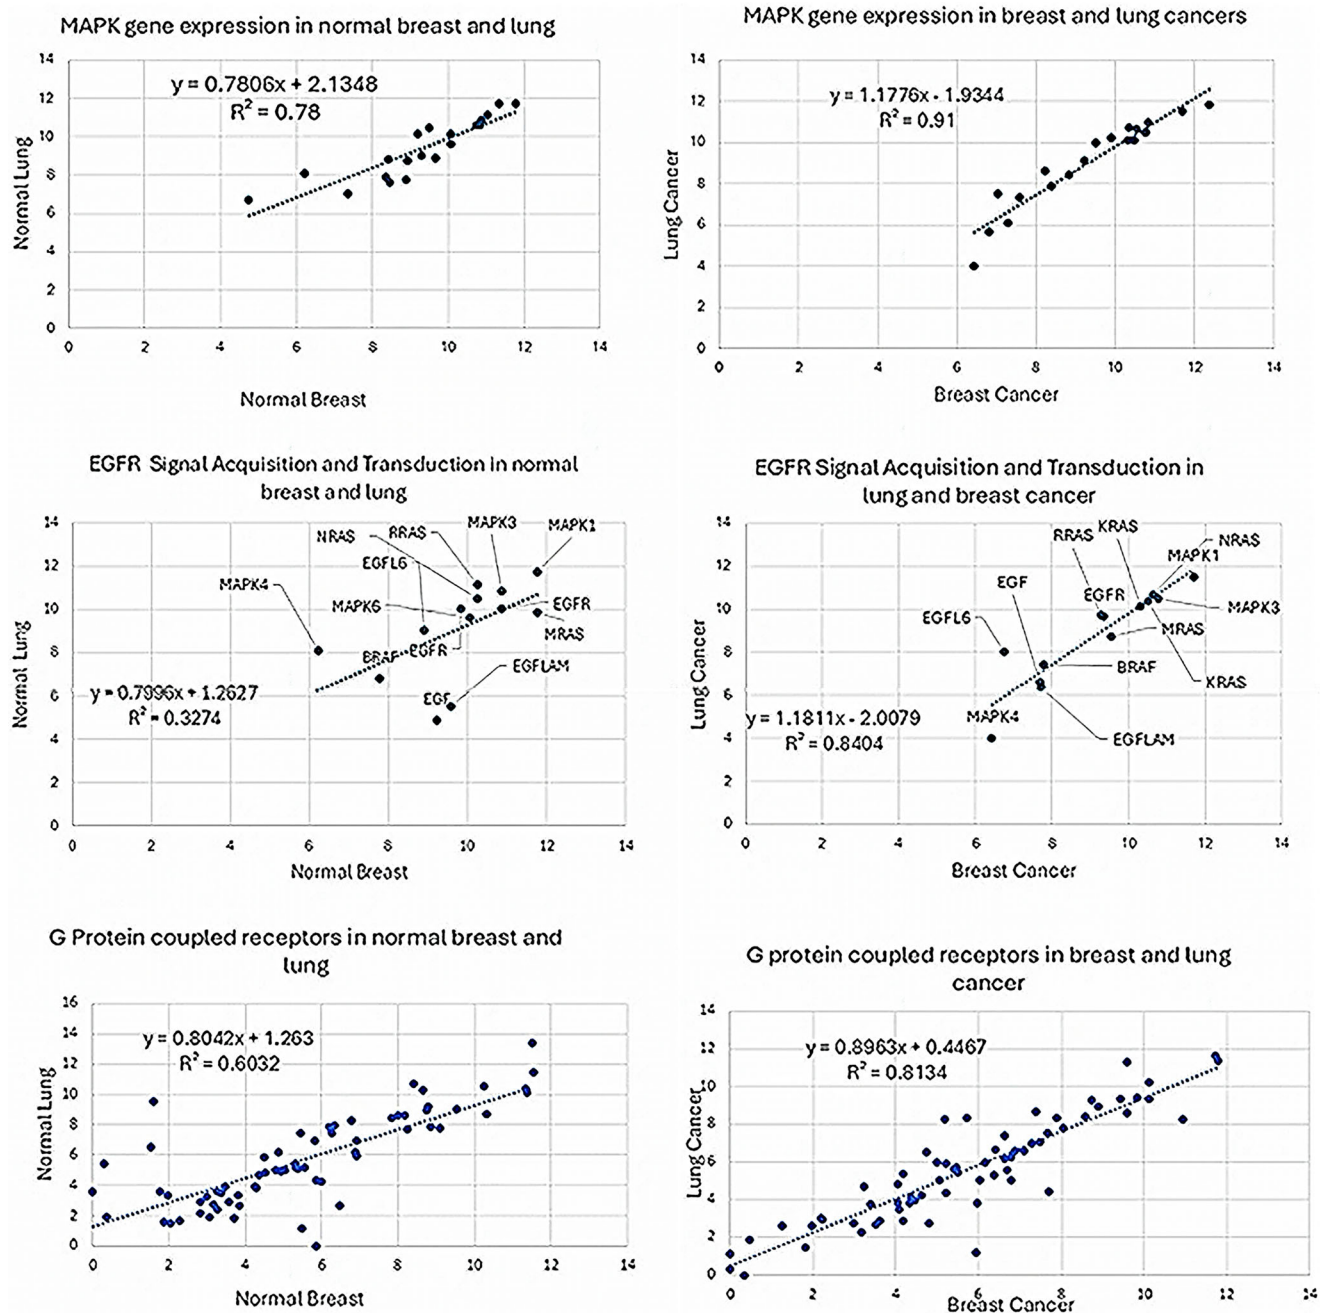 MAPK gene expression in normal breast and lung
y = 0.7806x + 2.1348
R² = 0.78
14
12
10
8
6
4
2
0
Normal Lung
0 2 4 6 8 10 12 14
Normal Breast
MAPK gene expression in breast and lung cancers
y = 1.1776x - 1.9344
R² = 0.91
14
12
10
8
6
4
2
0
Lung Cancer
0 2 4 6 8 10 12 14
Breast Cancer
EGFR Signal Acquisition and Transduction in normal
breast and lung
14
12
10
8
6
4
2
0
Normal Lung
NRAS
RRAS
MAPK3
MAPK1
EGFL6
MAPK4
MAPK6
EGFR
MRAS
BRAF
EGFR
EGFLAM
EGF
y = 0.7996x + 1.2627
R² = 0.3274
0 2 4 6 8 10 12 14
Normal Breast
EGFR Signal Acquisition and Transduction in
lung and breast cancer
14
12
10
8
6
4
2
0
Lung Cancer
RRAS
KRAS
NRAS
MAPK1
EGF
EGFR
MAPK3
EGFL6
MRAS
BRAF
KRAS
MAPK4
EGFLAM
y = 1.1811x - 2.0079
R² = 0.8404
0 2 4 6 8 10 12 14
Breast Cancer
G Protein coupled receptors in normal breast and
lung
y = 0.8042x + 1.263
R² = 0.6032
16
14
12
10
8
6
4
2
0
Normal Lung
0 2 4 6 8 10 12 14
Normal Breast
G protein coupled receptors in breast and lung
cancer
y = 0.8963x + 0.4467
R² = 0.8134
14
12
10
8
6
4
2
0
Lung Cancer
0 2 4 6 8 10 12 14
Breast Cancer